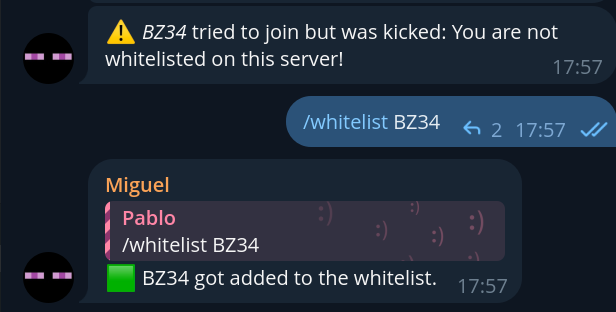 ⚠️ BZ34 tried to join but was kicked: You are not
whitelisted on this server!
17:57
/whitelist BZ34 2 17:57
Miguel
Pablo
/whitelist BZ34
🟩 BZ34 got added to the whitelist. 17:57